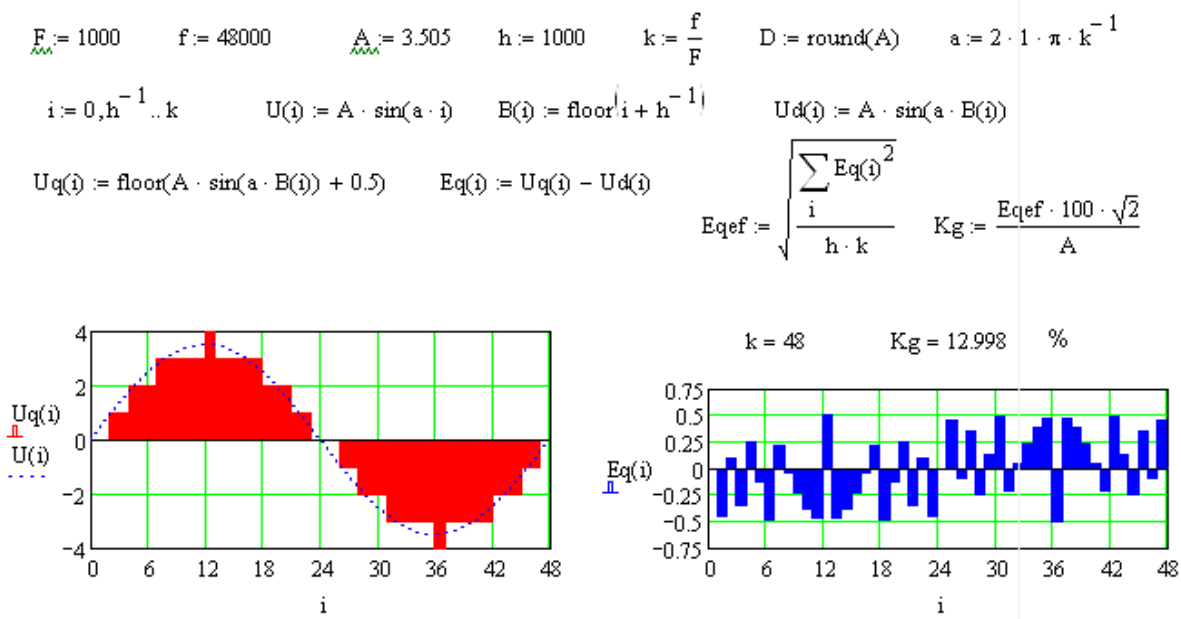 F := 1000 f := 48000 A := 3.505 h := 1000 k := f/F D := round(A) a := 2 · 1 · π · k^-1
i := 0, h^-1 .. k U(i) := A · sin(a · i) B(i) := floor(i + h^-1) Ud(i) := A · sin(a · B(i))
Uq(i) := floor(A · sin(a · B(i)) + 0.5) Eq(i) := Uq(i) − Ud(i)
Eqef := √(∑i Eq(i)^2 / h · k) Kg := Eqef · 100 · √2 / A
k = 48 Kg = 12.998 %
Uq(i)
U(i)
4
2
0
−2
−4
0 6 12 18 24 30 36 42 48
i
Eq(i)
0.75
0.5
0.25
0
−0.25
−0.5
−0.75
0 6 12 18 24 30 36 42 48
i